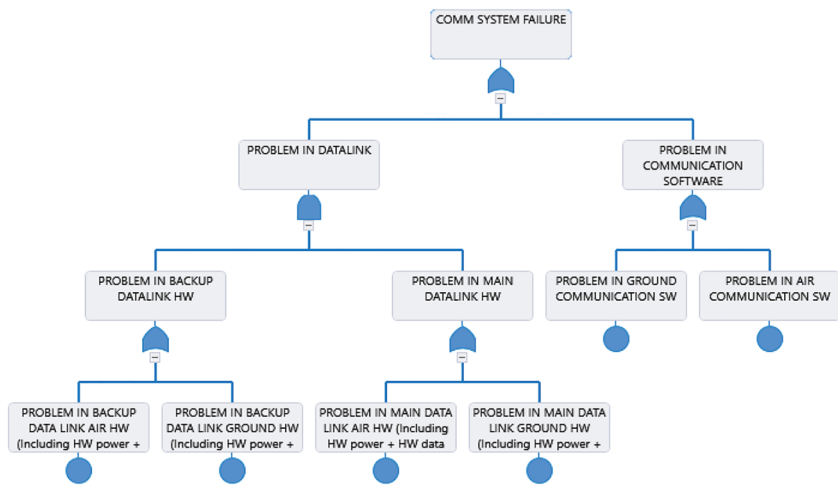 COMM SYSTEM FAILURE
PROBLEM IN DATALINK
PROBLEM IN
COMMUNICATION
SOFTWARE
PROBLEM IN BACKUP
DATALINK HW
PROBLEM IN MAIN
DATALINK HW
PROBLEM IN GROUND
COMMUNICATION SW
PROBLEM IN AIR
COMMUNICATION SW
PROBLEM IN BACKUP
DATA LINK AIR HW
(Including HW power +
PROBLEM IN BACKUP
DATA LINK GROUND HW
(Including HW power +
PROBLEM IN MAIN DATA
LINK AIR HW (Including
HW power + HW data
PROBLEM IN MAIN DATA
LINK GROUND HW
(Including HW power +